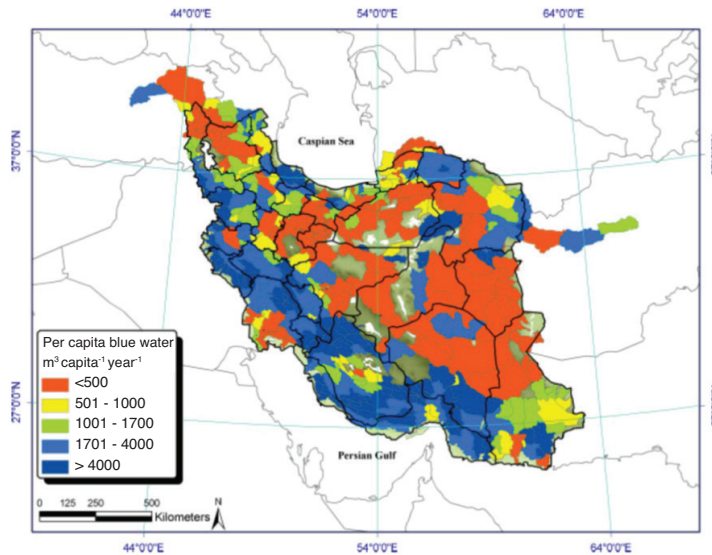 44°0'0"E 54°0'0"E 64°0'0"E
37°0'0"N
Caspian Sea
Per capita blue water
m³ capita⁻¹ year⁻¹
<500
501 - 1000
1001 - 1700
1701 - 4000
> 4000
27°0'0"N
Persian Gulf
0 125 250 500
Kilometers
N
44°0'0"E 54°0'0"E 64°0'0"E